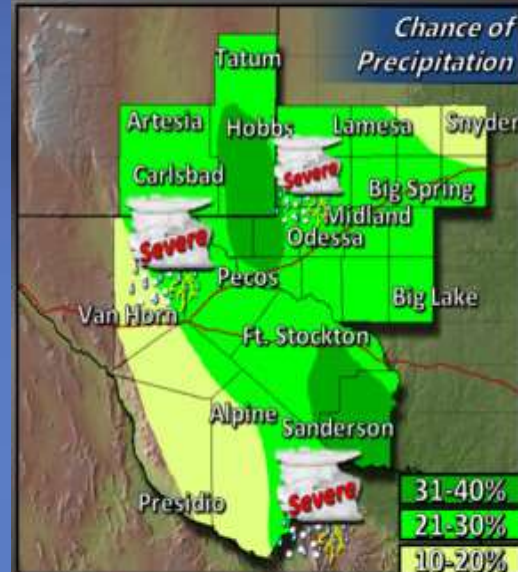 Chance of
Precipitation
Tatum
Artesia
Hobbs
Lamesa
Snyder
Carlsbad
Severe
Big Spring
Midland
Severe
Odessa
Pecos
Big Lake
Van Horn
Ft. Stockton
Alpine
Sanderson
Presidio
Severe
31-40%
21-30%
10-20%